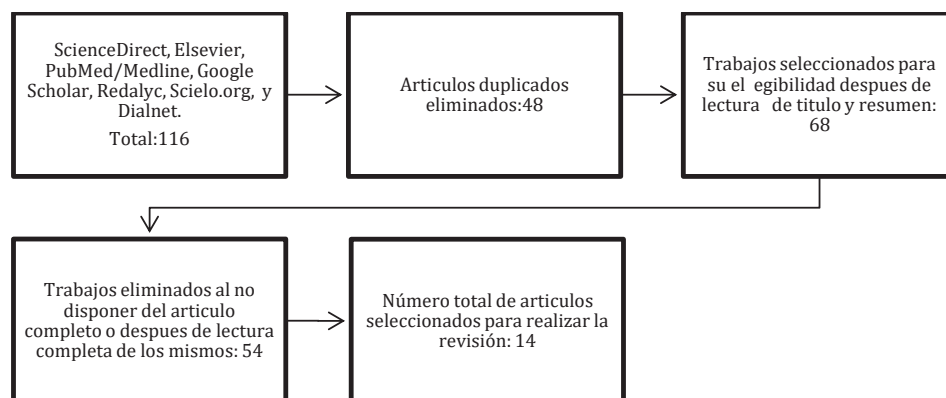 ScienceDirect, Elsevier,
PubMed/Medline, Google
Scholar, Redalyc, Scielo.org, y
Dialnet.
Total:116
Articulos duplicados
eliminados:48
Trabajos seleccionados para
su el egibilidad despues de
lectura de titulo y resumen:
68
Trabajos eliminados al no
disponer del articulo
completo o despues de lectura
completa de los mismos: 54
Número total de articulos
seleccionados para realizar la
revisión: 14